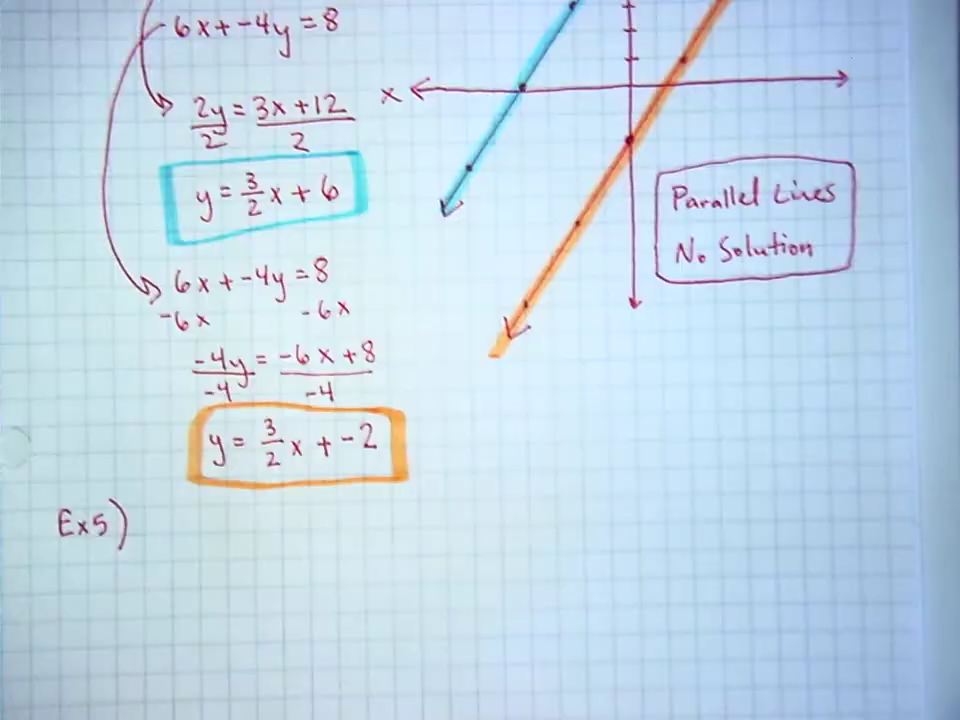 6x + -4y = 8
2y = 3x + 12
2 2
x
y = 3/2 x + 6
Parallel Lines
No Solution
6x + -4y = 8
-6x -6x
-4y = -6x + 8
-4 -4
y = 3/2 x + -2
Ex5)